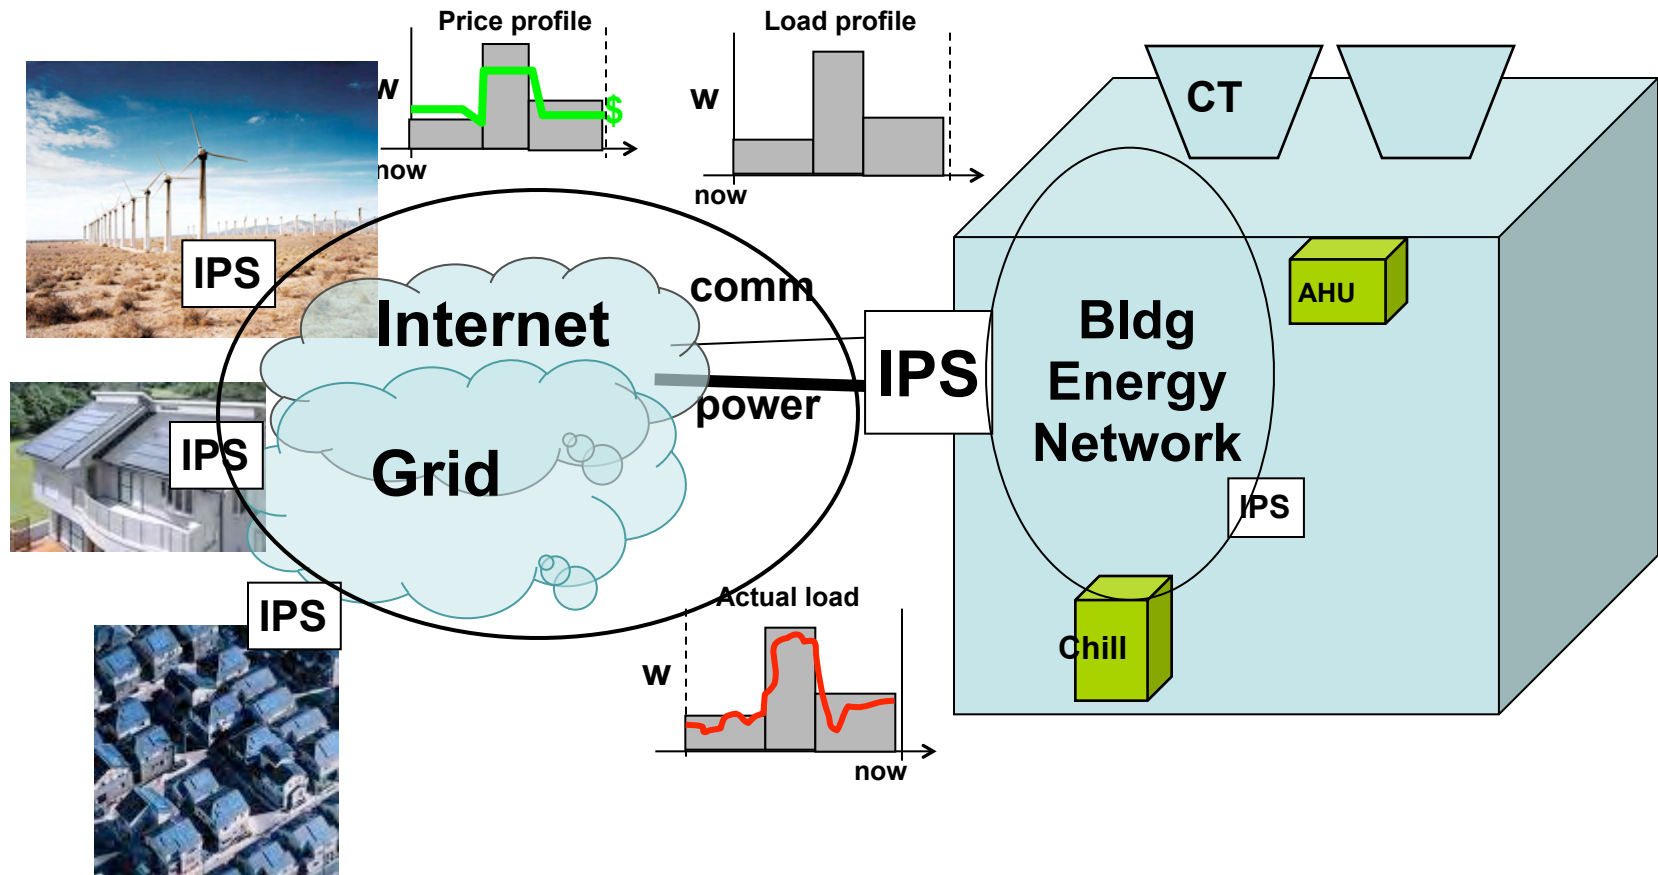 Price profile
w
$
now
Load profile
w
now
CT
IPS
Internet
comm
IPS
power
Grid
IPS
IPS
Bldg
Energy
Network
AHU
IPS
Chill
Actual load
w
now